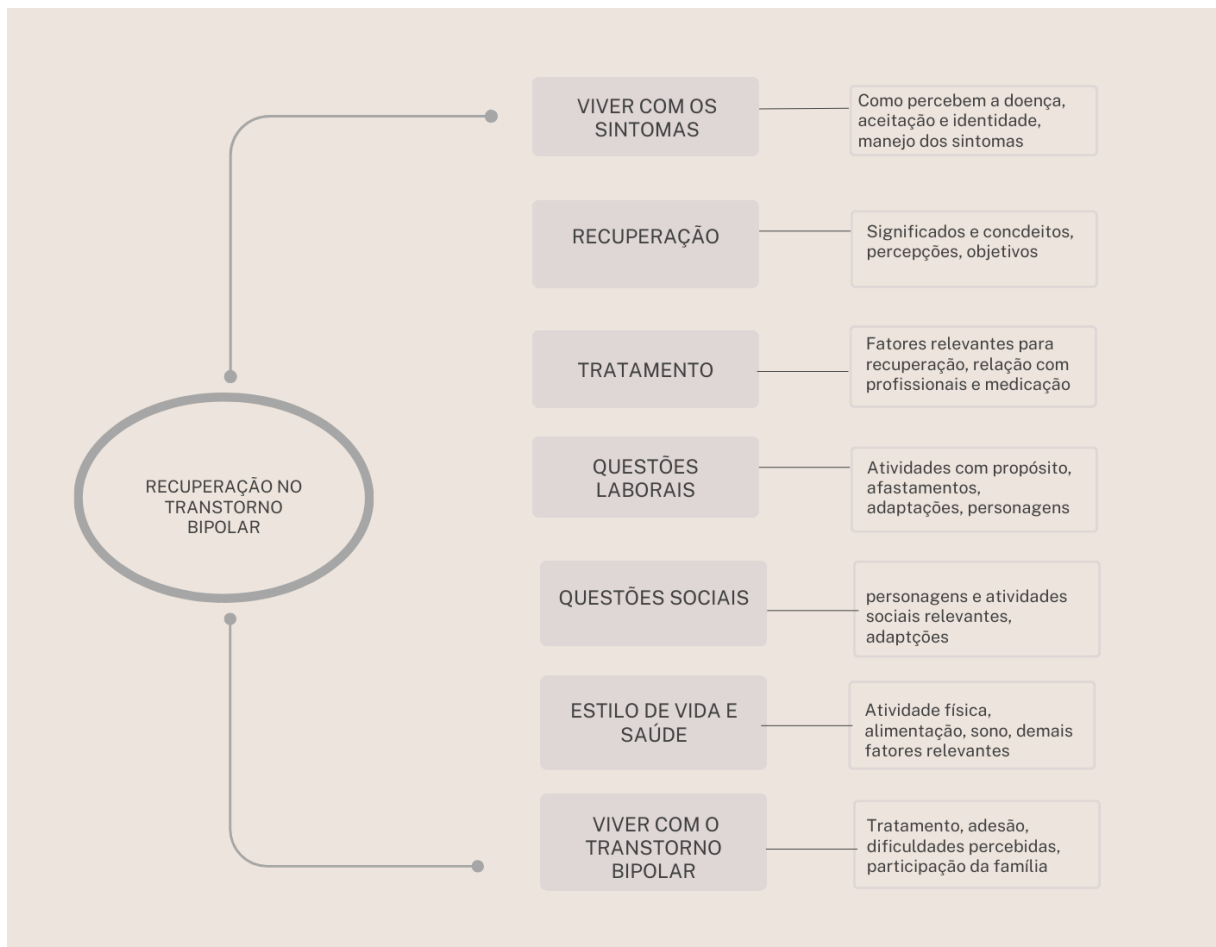 VIVER COM OS
SINTOMAS
Como percebem a doença,
aceitação e identidade,
manejo dos sintomas
RECUPERAÇÃO
Significados e concdeitos,
percepções, objetivos
TRATAMENTO
Fatores relevantes para
recuperação, relação com
profissionais e medicação
QUESTÕES
LABORAIS
Atividades com propósito,
afastamentos,
adaptações, personagens
RECUPERAÇÃO NO
TRANSTORNO
BIPOLAR
QUESTÕES SOCIAIS
personagens e atividades
sociais relevantes,
adaptções
ESTILO DE VIDA E
SAÚDE
Atividade física,
alimentação, sono, demais
fatores relevantes
VIVER COM O
TRANSTORNO
BIPOLAR
Tratamento, adesão,
dificuldades percebidas,
participação da família